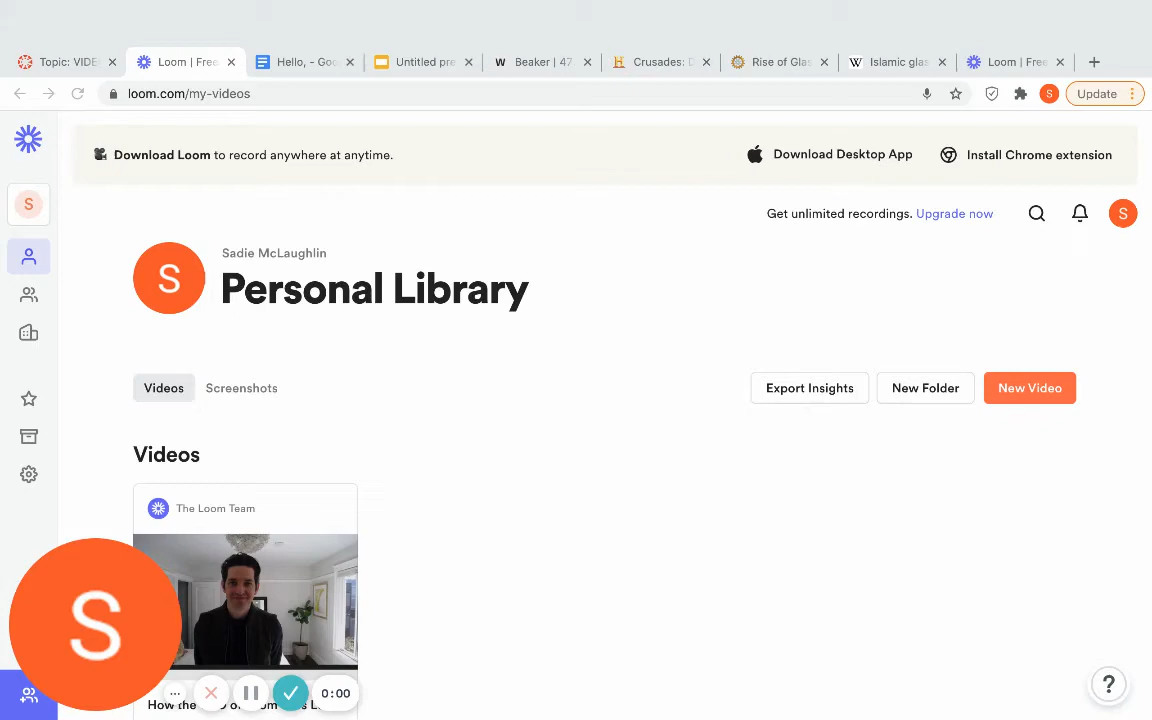 Topic: VIDE
Loom | Free
Hello, - Goo
Untitled pre
W Beaker | 47
H Crusades: D
Rise of Glas
W Islamic glas
Loom | Free
loom.com/my-videos
S
Update
Download Loom to record anywhere at anytime.
Download Desktop App
Install Chrome extension
S
Get unlimited recordings. Upgrade now
S
S
Sadie McLaughlin
Personal Library
Videos
Screenshots
Export Insights
New Folder
New Video
Videos
The Loom Team
S
0:00
How the
?